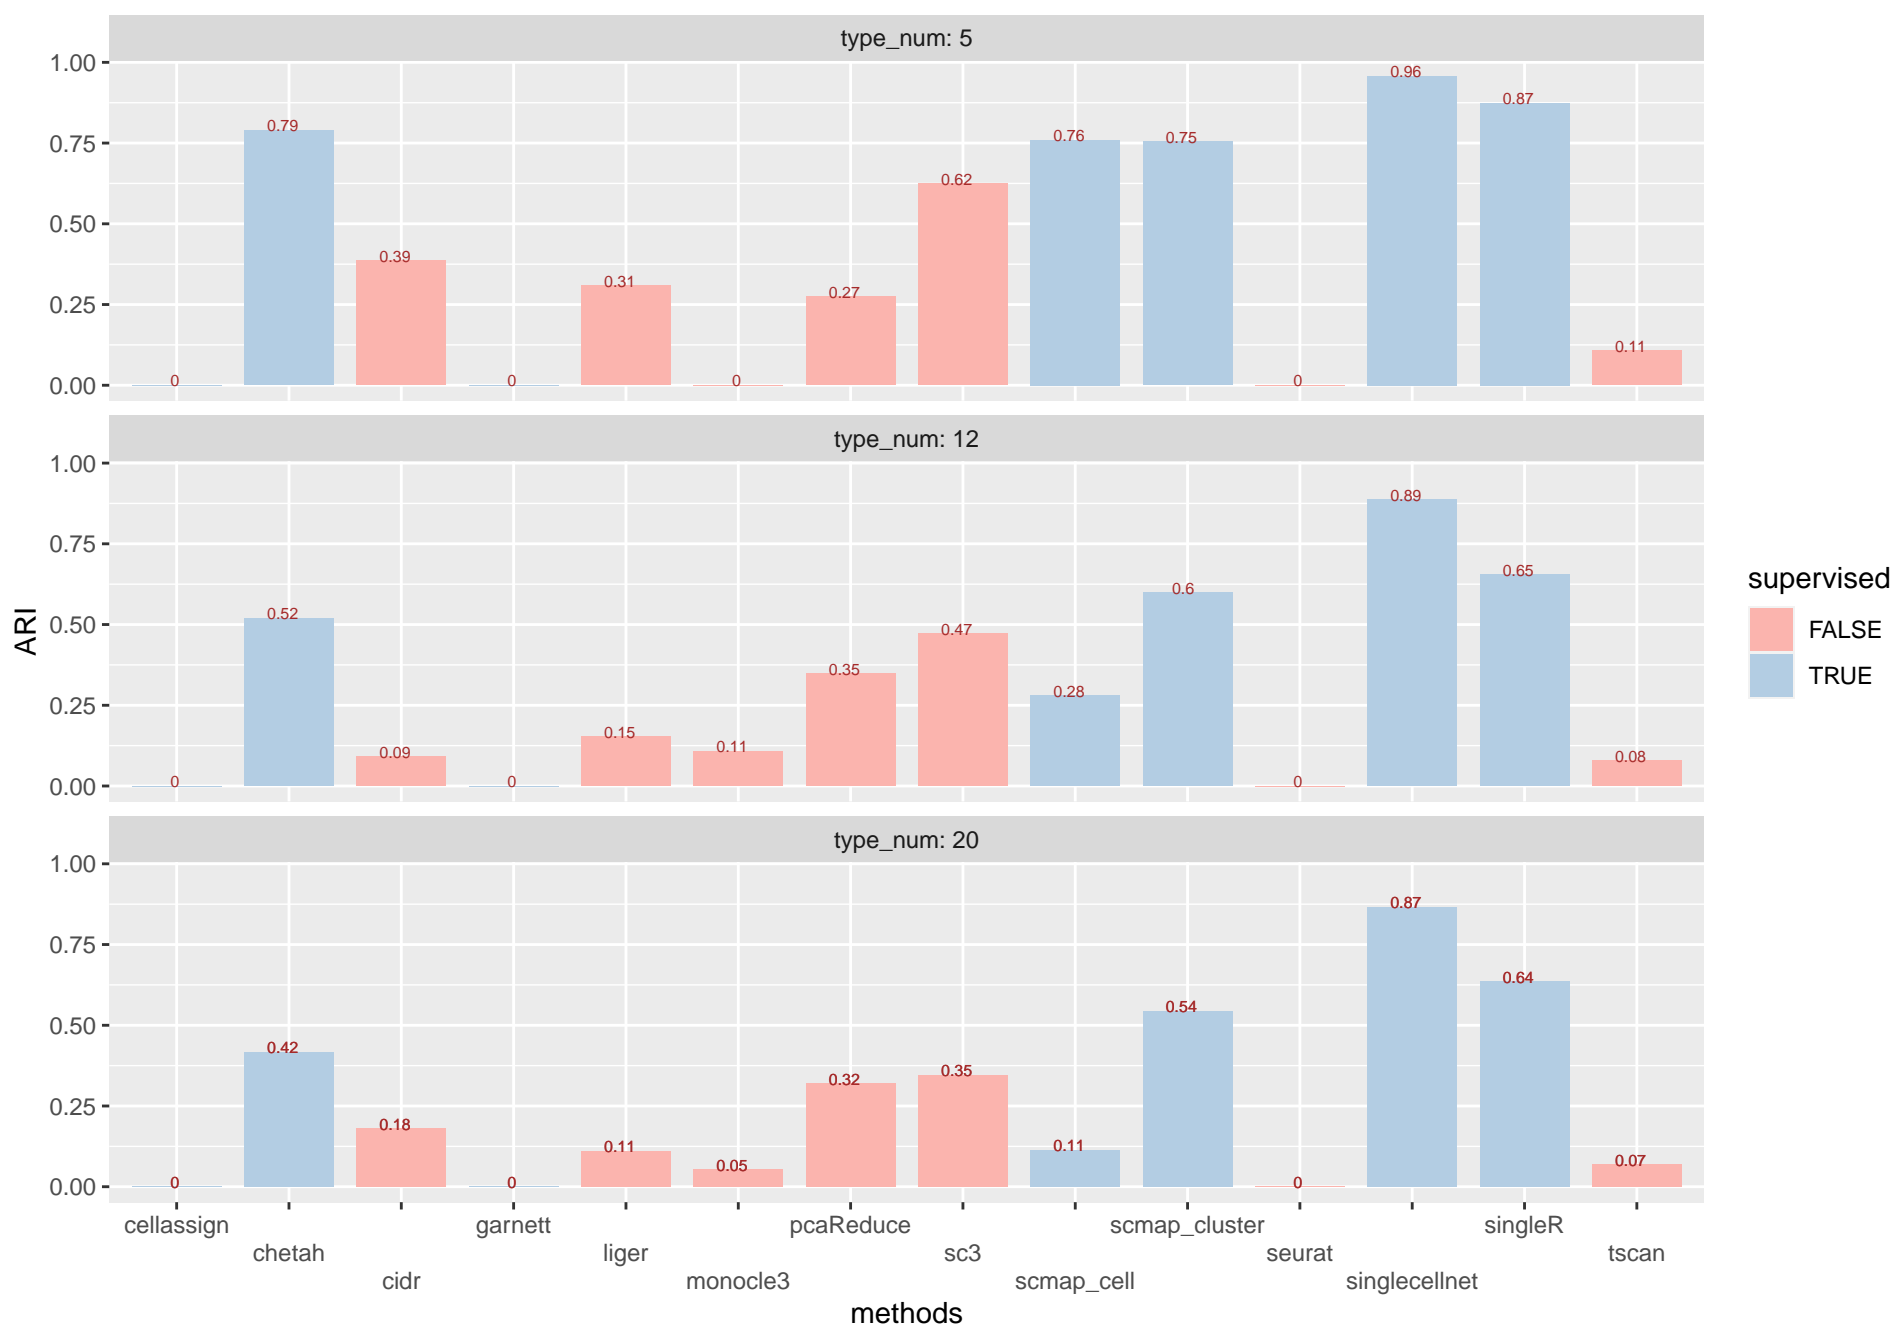 type_num: 5
1.00
0.75
0.50
0.25
0.00
0
0.79
0.39
0
0.31
0
0.27
0.62
0.76
0.75
0
0.96
0.87
0.11
type_num: 12
1.00
0.75
0.50
0.25
0.00
0
0.52
0.09
0
0.15
0.11
0.35
0.47
0.28
0.6
0
0.89
0.65
0.08
type_num: 20
1.00
0.75
0.50
0.25
0.00
0
0.42
0.18
0
0.11
0.05
0.32
0.35
0.11
0.54
0
0.87
0.64
0.07
cellassign
chetah
cidr
garnett
liger
monocle3
pcaReduce
sc3
scmap_cell
scmap_cluster
seurat
singlecellnet
singleR
tscan
methods
ARI
supervised
FALSE
TRUE